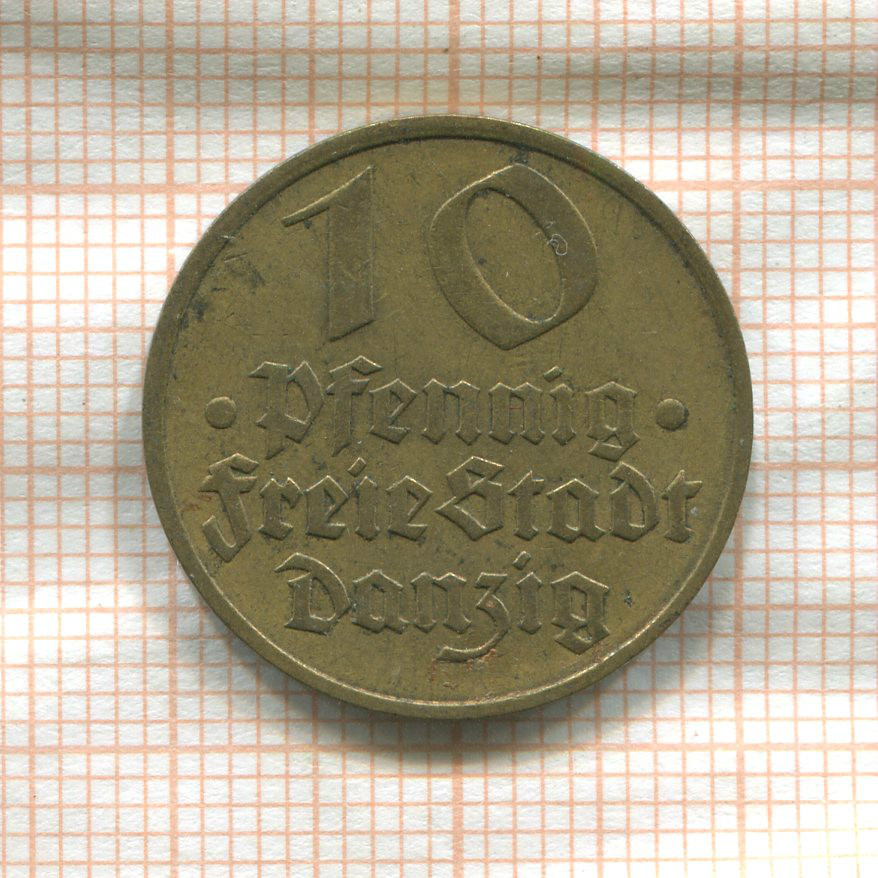 10
• Pfennig •
Freie Stadt
Danzig